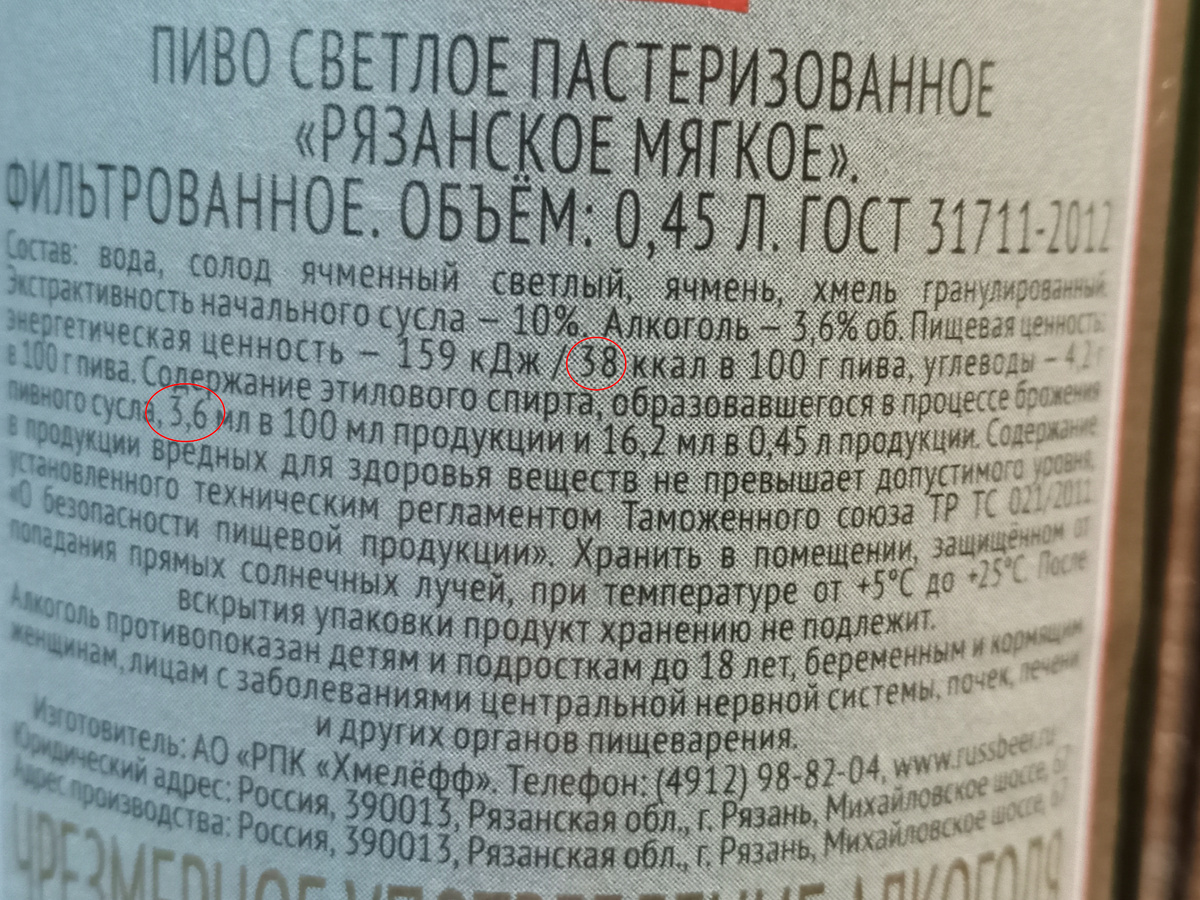 ПИВО СВЕТЛОЕ ПАСТЕРИЗОВАННОЕ
«РЯЗАНСКОЕ МЯГКОЕ».
ФИЛЬТРОВАННОЕ. ОБЪЁМ: 0,45 Л. ГОСТ 31711-2012
Состав: вода, солод ячменный светлый, ячмень, хмель гранулированный.
Экстрактивность начального сусла – 10%. Алкоголь – 3,6% об. Пищевая ценность:
энергетическая ценность – 159 кДж / 38 ккал в 100 г пива, углеводы – 4,2 г
в 100 г пива. Содержание этилового спирта, образовавшегося в процессе брожения
пивного сусла, 3,6 мл в 100 мл продукции и 16,2 мл в 0,45 л продукции. Содержание
в продукции вредных для здоровья веществ не превышает допустимого уровня,
установленного техническим регламентом Таможенного союза ТР ТС 021/2011
«О безопасности пищевой продукции». Хранить в помещении, защищённом от
попадания прямых солнечных лучей, при температуре от +5°С до +25°С. После
вскрытия упаковки продукт хранению не подлежит.
Алкоголь противопоказан детям и подросткам до 18 лет, беременным и кормящим
женщинам, лицам с заболеваниями центральной нервной системы, почек, печени
и других органов пищеварения.
Изготовитель: АО «РПК «Хмелёфф». Телефон: (4912) 98-82-04, www.russbeer.ru
Юридический адрес: Россия, 390013, Рязанская обл., г. Рязань, Михайловское шоссе, 67
Адрес производства: Россия, 390013, Рязанская обл., г. Рязань, Михайловское шоссе, 67
ЧРЕЗМЕРНОЕ УПОТРЕБЛЕНИЕ АЛКОГОЛЯ